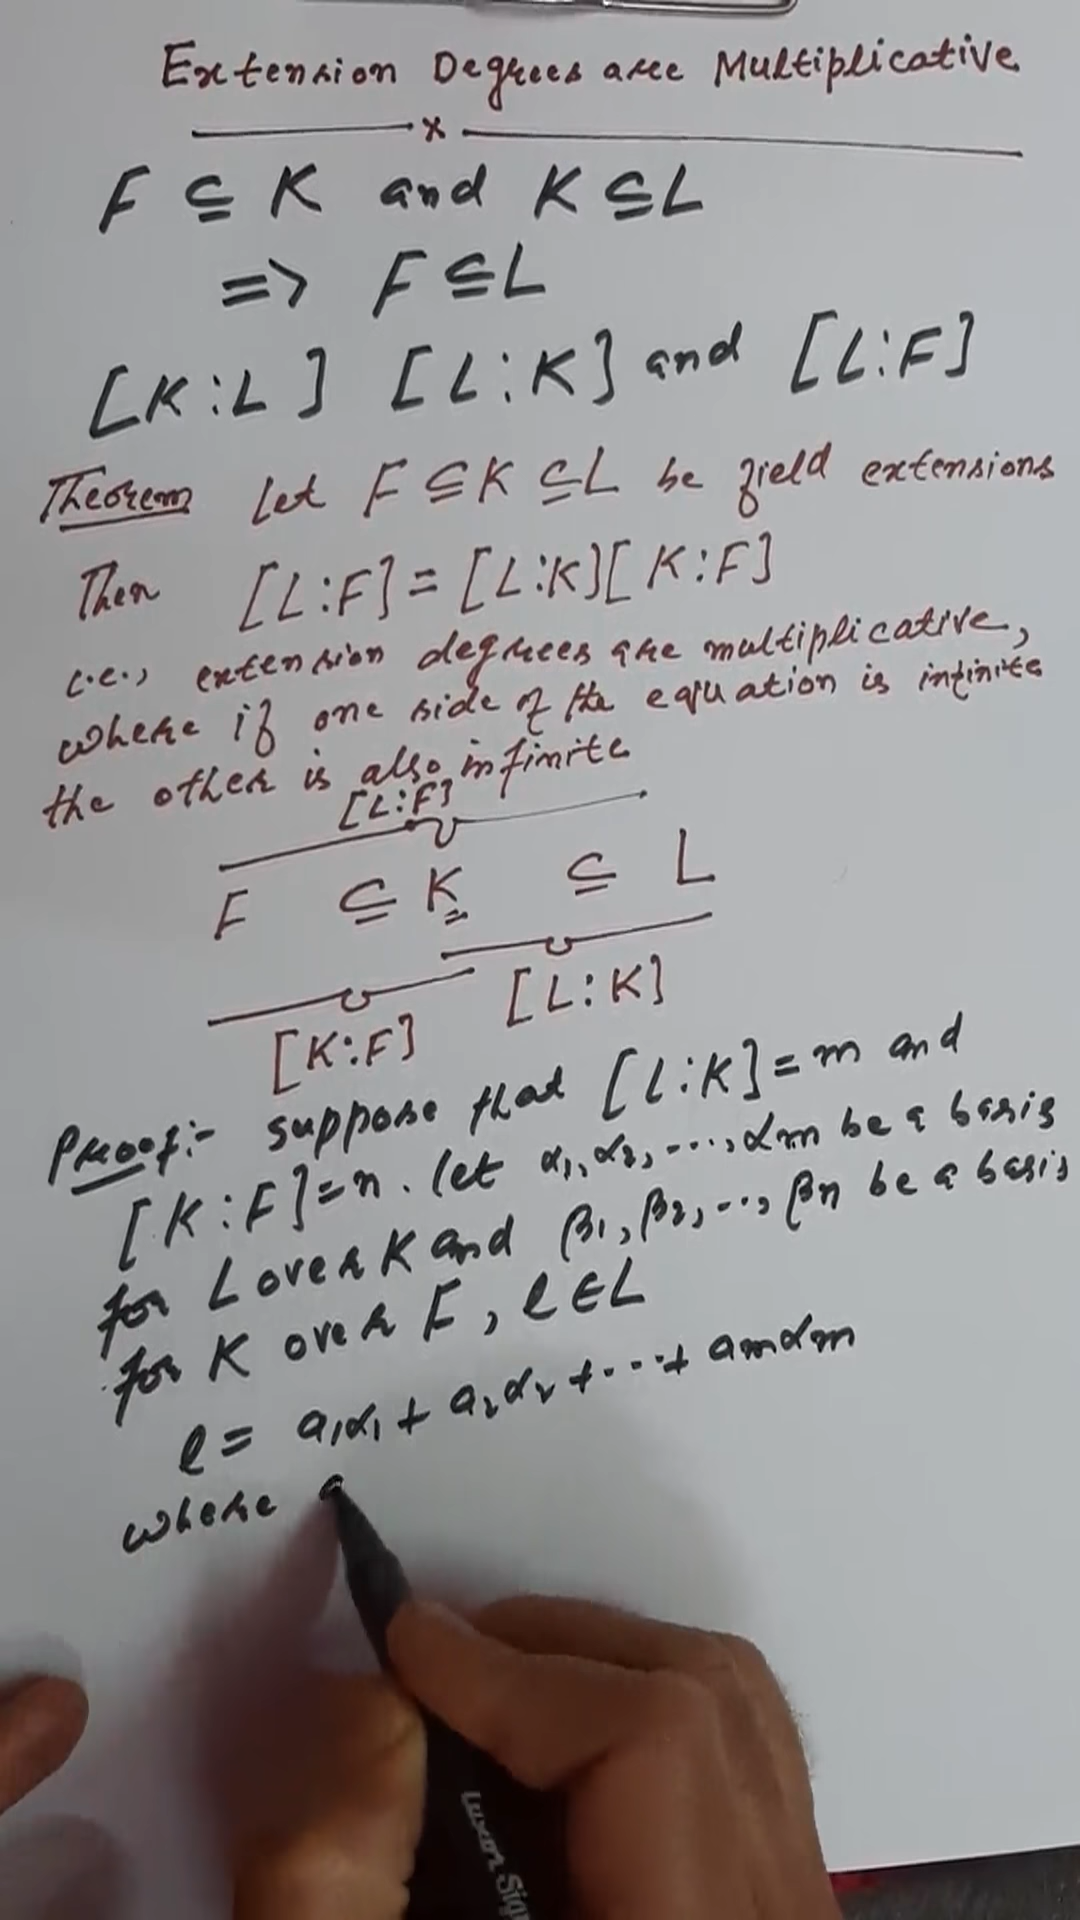 Extension Degrees are Multiplicative
x
F ⊆ K and K ⊆ L
=> F ⊆ L
[K:L] [L:K] and [L:F]
Theorem Let F ⊆ K ⊆ L be field extensions
Then [L:F] = [L:K][K:F]
i.e., extension degrees are multiplicative,
where if one side of the equation is infinite
the other is also infinite
[L:F]
F ⊆ K ⊆ L
[L:K]
[K:F]
Proof:- suppose that [L:K] = m and
[K:F] = n. let α1, α2, ..., αm be a basis
for L over K and β1, β2, ..., βn be a basis
for K over F, l ∈ L
l = a1α1 + a2α2 + ... + amαm
where a
Luxor Sig